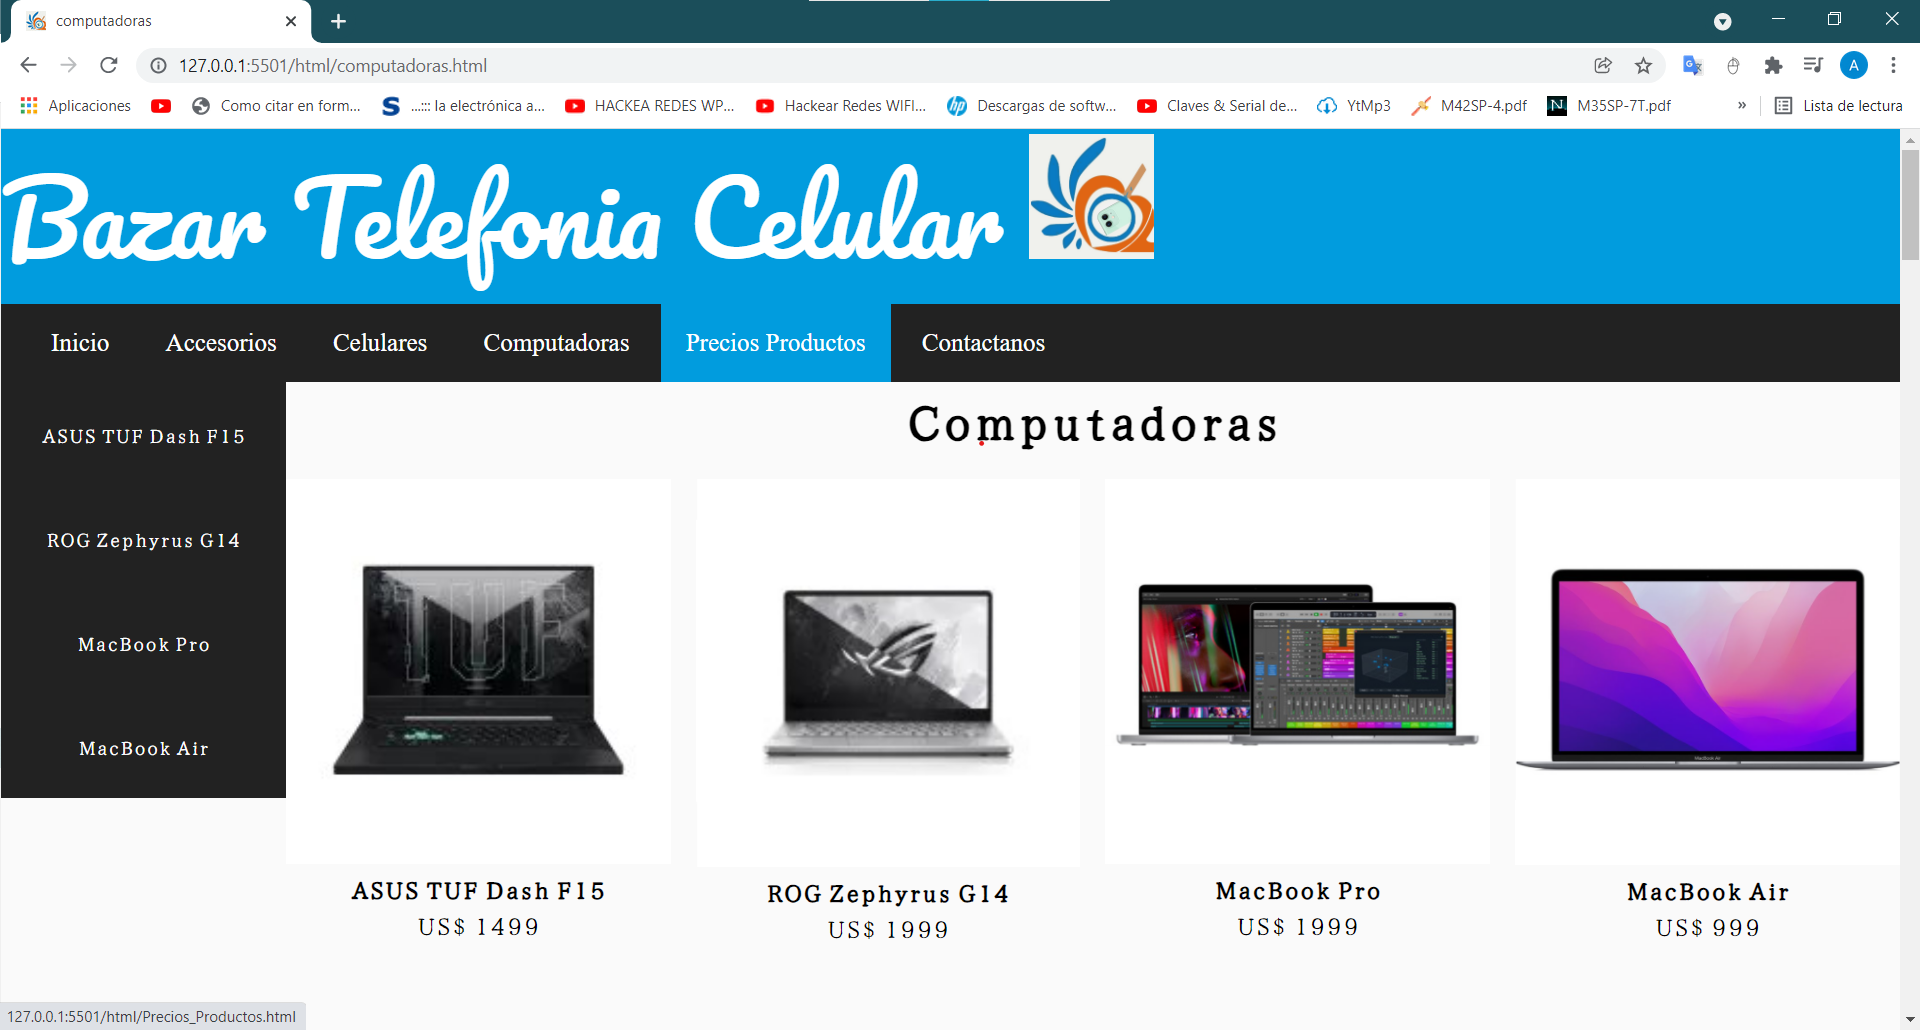 computadoras
127.0.0.1:5501/html/computadoras.html
A
Aplicaciones
Como citar en form...
...::: la electrónica a...
HACKEA REDES WP...
Hackear Redes WIFI...
Descargas de softw...
Claves & Serial de...
YtMp3
M42SP-4.pdf
M35SP-7T.pdf
»
Lista de lectura
Bazar Telefonia Celular
Inicio
Accesorios
Celulares
Computadoras
Precios Productos
Contactanos
ASUS TUF Dash F15
ROG Zephyrus G14
MacBook Pro
MacBook Air
Computadoras
TUF
MacBook Air
ASUS TUF Dash F15
US$ 1499
ROG Zephyrus G14
US$ 1999
MacBook Pro
US$ 1999
MacBook Air
US$ 999
127.0.0.1:5501/html/Precios_Productos.html